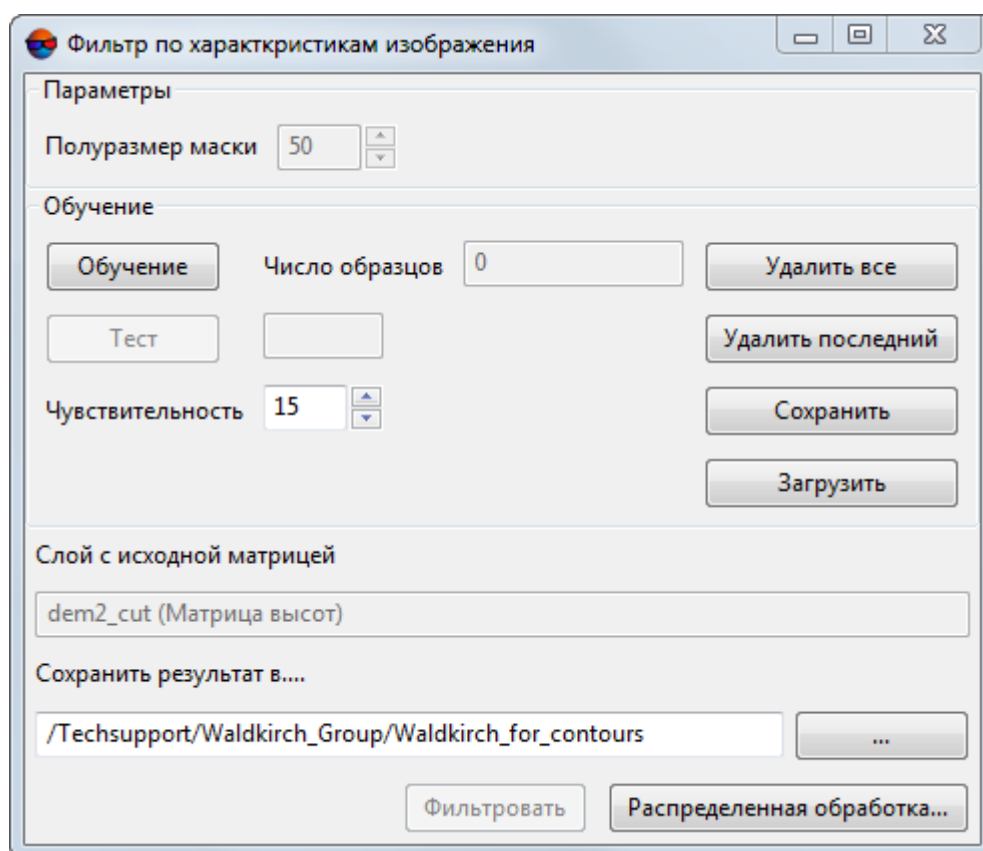 Фильтр по характкристикам изображения
Параметры
Полуразмер маски 50
Обучение
Обучение Число образцов 0 Удалить все
Тест Удалить последний
Чувствительность 15 Сохранить
Загрузить
Слой с исходной матрицей
dem2_cut (Матрица высот)
Сохранить результат в....
/Techsupport/Waldkirch_Group/Waldkirch_for_contours ...
Фильтровать Распределенная обработка...